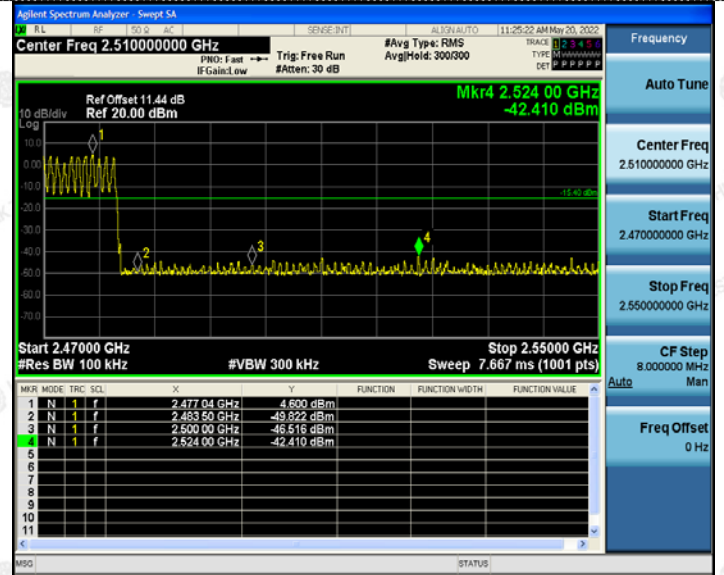 Agilent Spectrum Analyzer - Swept SA
RL RF 50 Ω AC SENSE:INT ALIGNAUTO 11:25:22 AM May 20, 2022
Center Freq 2.510000000 GHz
PNO: Fast
IFGain:Low
Trig: Free Run
#Atten: 30 dB
#Avg Type: RMS
Avg|Hold: 300/300
TRACE 1 2 3 4 5 6
TYPE M W W W W W
DET P P P P P P
Mkr4 2.524 00 GHz
-42.410 dBm
Ref Offset 11.44 dB
10 dB/div Ref 20.00 dBm
Log
10.0
0.00
-10.0
-20.0
-30.0
-40.0
-50.0
-60.0
-70.0
1
2
3
4
-15.40 dBm
Start 2.47000 GHz Stop 2.55000 GHz
#Res BW 100 kHz #VBW 300 kHz Sweep 7.667 ms (1001 pts)
MKR MODE TRC SCL X Y FUNCTION FUNCTION WIDTH FUNCTION VALUE
1 N 1 f 2.477 04 GHz 4.600 dBm
2 N 1 f 2.483 50 GHz -49.822 dBm
3 N 1 f 2.500 00 GHz -46.516 dBm
4 N 1 f 2.524 00 GHz -42.410 dBm
5
6
7
8
9
10
11
MSG STATUS
Frequency
Auto Tune
Center Freq
2.510000000 GHz
Start Freq
2.470000000 GHz
Stop Freq
2.550000000 GHz
CF Step
8.000000 MHz
Auto Man
Freq Offset
0 Hz